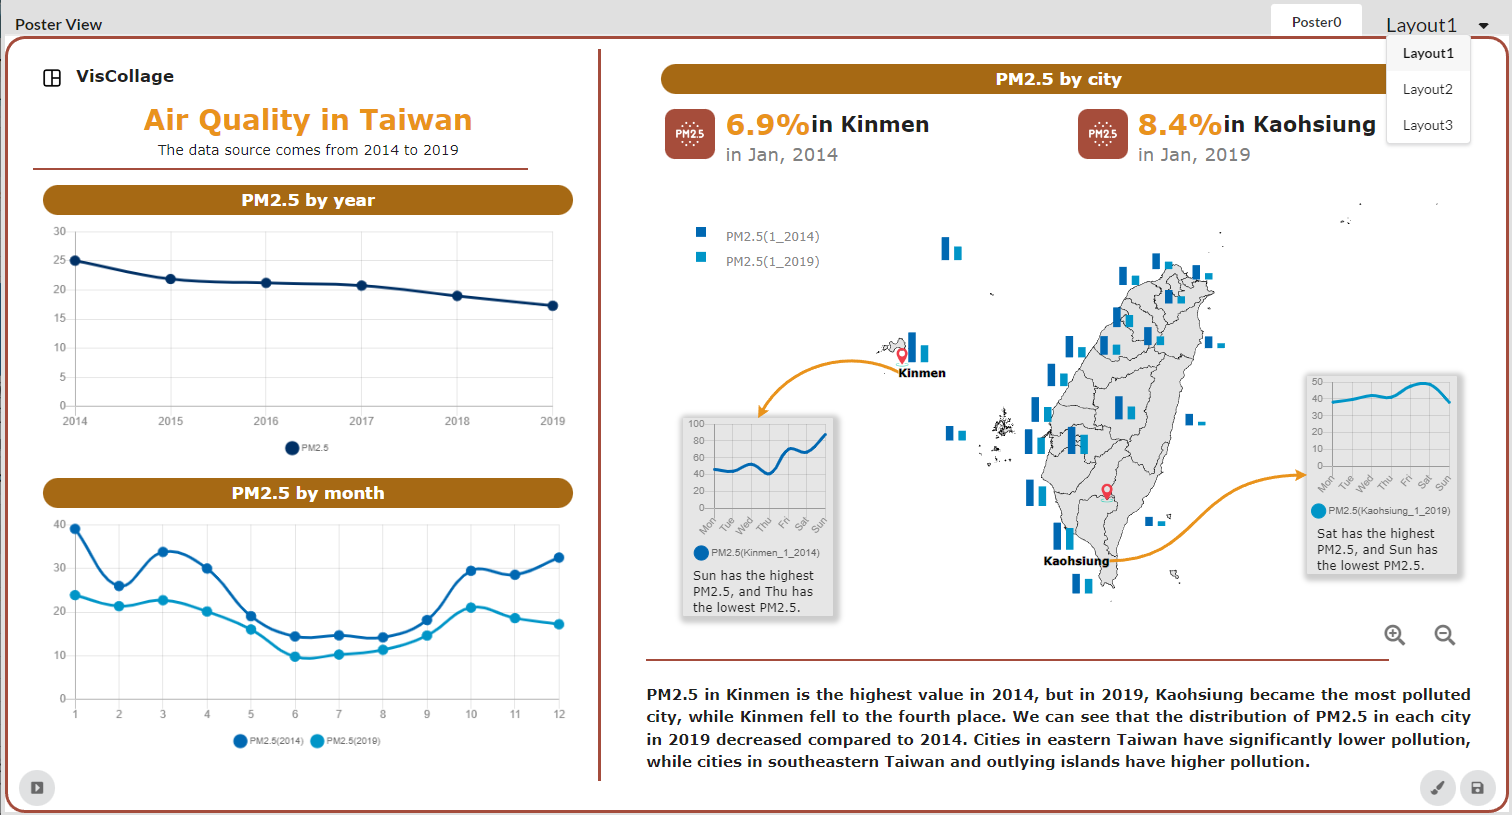 Poster View
Poster0
Layout1
Layout1
Layout2
Layout3
VisCollage
Air Quality in Taiwan
The data source comes from 2014 to 2019
PM2.5 by year
30
25
20
15
10
5
0
2014 2015 2016 2017 2018 2019
PM2.5
PM2.5 by month
40
30
20
10
0
1 2 3 4 5 6 7 8 9 10 11 12
PM2.5(2014) PM2.5(2019)
PM2.5 by city
PM2.5
6.9% in Kinmen
in Jan, 2014
PM2.5
8.4% in Kaohsiung
in Jan, 2019
PM2.5(1_2014)
PM2.5(1_2019)
Kinmen
Kaohsiung
100
80
60
40
20
0
Mon Tue Wed Thu Fri Sat Sun
PM2.5(Kinmen_1_2014)
Sun has the highest
PM2.5, and Thu has
the lowest PM2.5.
50
40
30
20
10
0
Mon Tue Wed Thu Fri Sat Sun
PM2.5(Kaohsiung_1_2019)
Sat has the highest
PM2.5, and Sun has
the lowest PM2.5.
PM2.5 in Kinmen is the highest value in 2014, but in 2019, Kaohsiung became the most polluted
city, while Kinmen fell to the fourth place. We can see that the distribution of PM2.5 in each city
in 2019 decreased compared to 2014. Cities in eastern Taiwan have significantly lower pollution,
while cities in southeastern Taiwan and outlying islands have higher pollution.